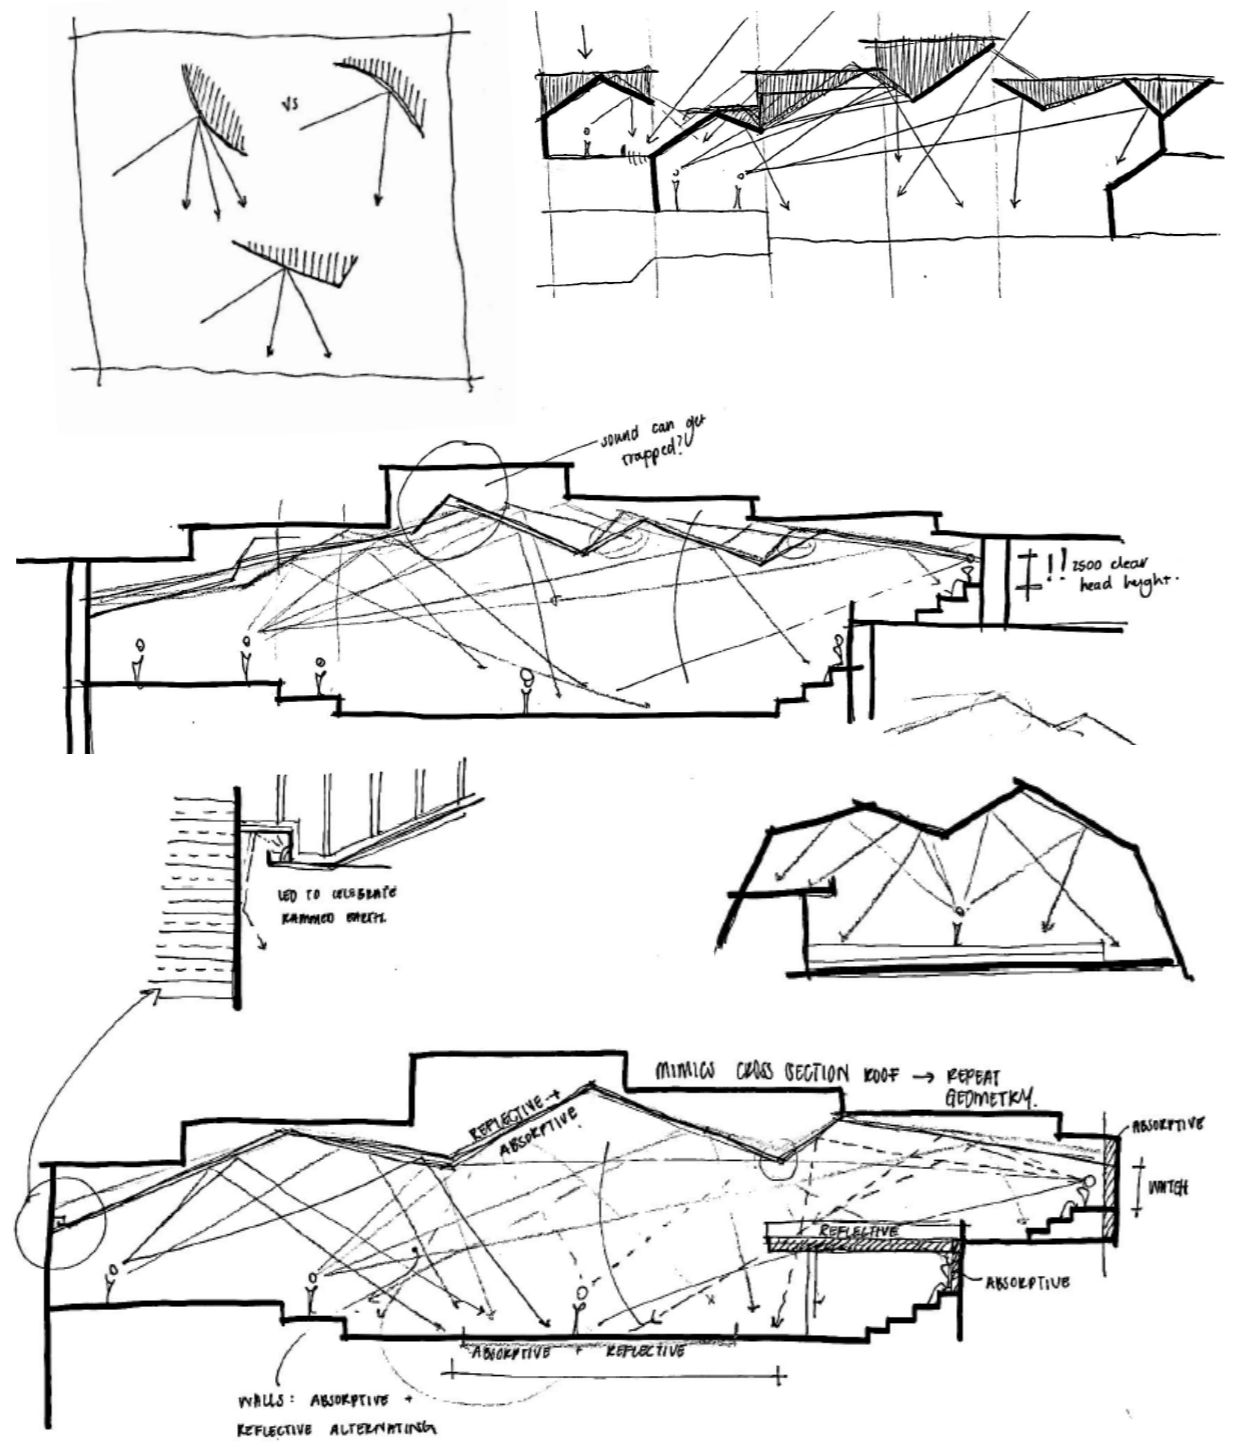 vs
sound can get
trapped?!
!! 2500 clear
head height.
LED TO CELEBRATE
RAMMED EARTH.
MIMICS CROSS SECTION ROOF → REPEAT
GEOMETRY.
REFLECTIVE +
ABSORPTIVE.
ABSORPTIVE
WATCH
REFLECTIVE
ABSORPTIVE
ABSORPTIVE + REFLECTIVE
WALLS: ABSORPTIVE +
REFLECTIVE ALTERNATING